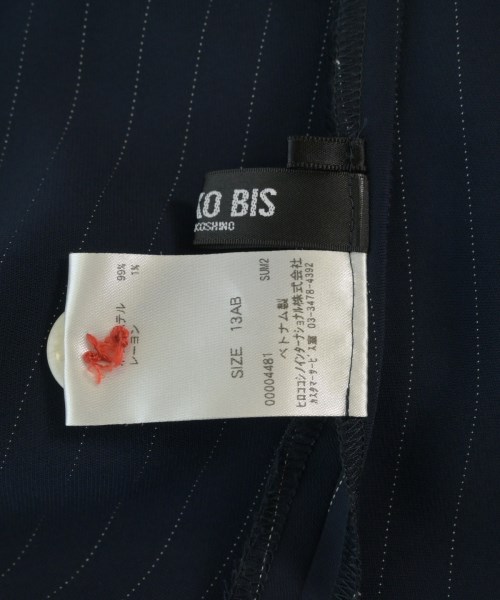 KO BIS
99%
1%
テル
レーヨン
SUM2
SIZE 13AB
00004481
ベトナム製
ヒロココシノインターナショナル株式会社
カスタマーサービス室 03-3478-4392